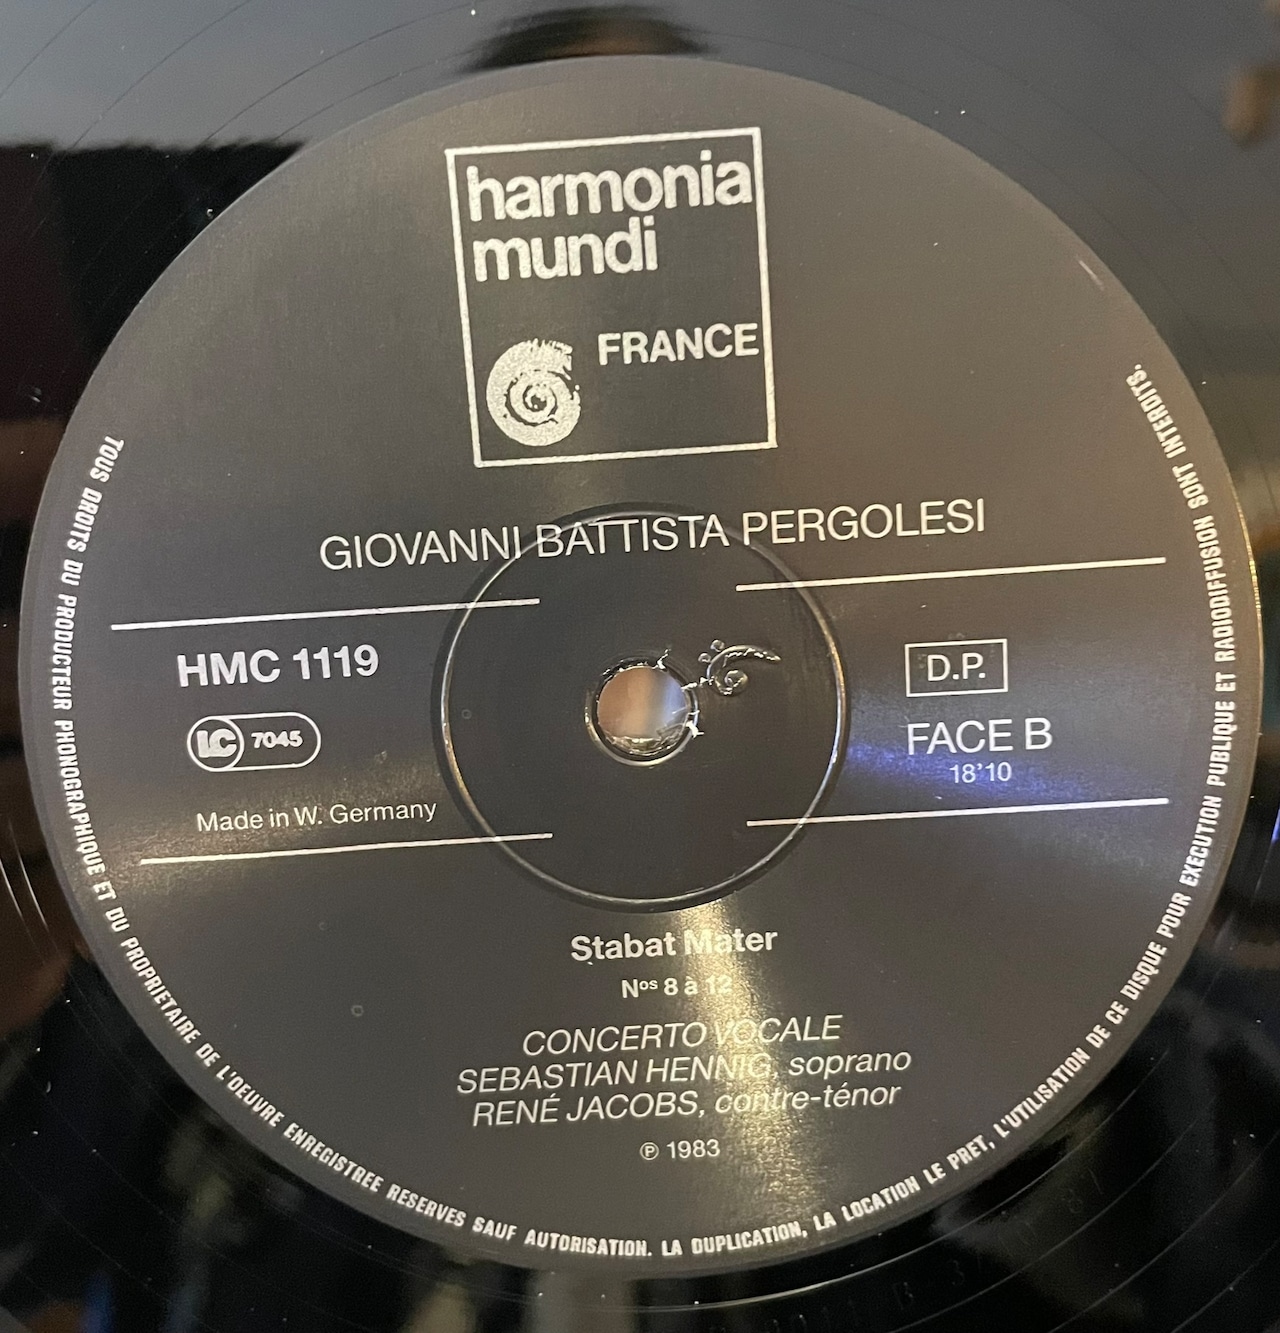 harmonia
mundi
FRANCE
GIOVANNI BATTISTA PERGOLESI
HMC 1119
LC 7045
Made in W. Germany
D.P.
FACE B
18'10
Stabat Mater
Nos 8 à 12
CONCERTO VOCALE
SEBASTIAN HENNIG, soprano
RENÉ JACOBS, contre-ténor
℗ 1983
TOUS DROITS DU PRODUCTEUR PHONOGRAPHIQUE ET DU PROPRIETAIRE DE L'OEUVRE ENREGISTREE RESERVES SAUF AUTORISATION. LA DUPLICATION, LA LOCATION LE PRET, L'UTILISATION DE CE DISQUE POUR EXECUTION PUBLIQUE ET RADIODIFFUSION SONT INTERDITS.